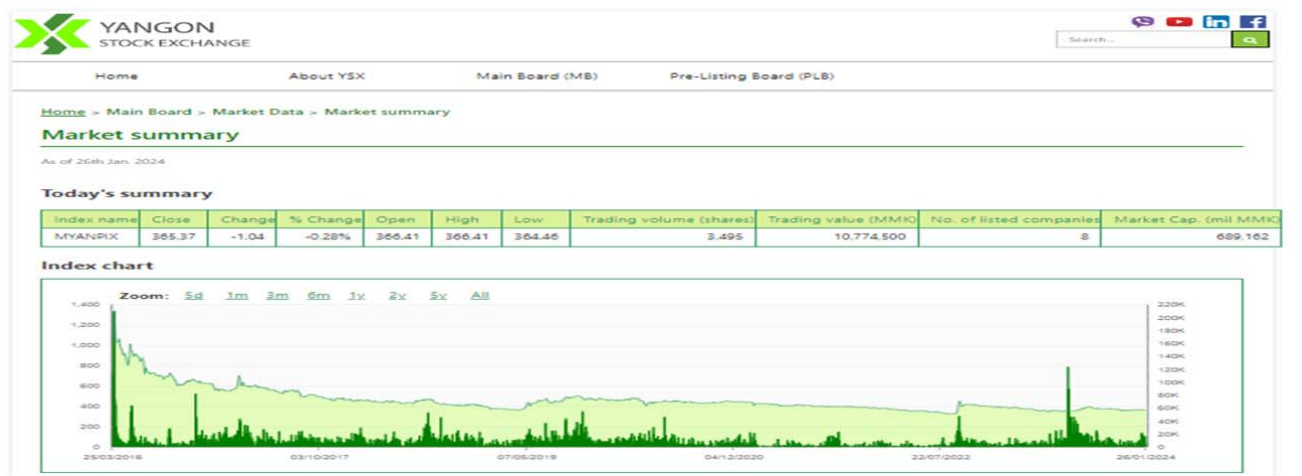 YANGON
STOCK EXCHANGE
Search...
Home About YSX Main Board (MB) Pre-Listing Board (PLB)
Home > Main Board > Market Data > Market summary
Market summary
As of 26th Jan, 2024
Today's summary
Index name Close Change % Change Open High Low Trading volume (shares) Trading value (MMK) No. of listed companies Market Cap. (mil MMK)
MYANPIX 365.37 -1.04 -0.28% 366.41 366.41 364.46 3,495 10,774,500 8 689,162
Index chart
Zoom: 5d 1m 3m 6m 1y 2y 5y All
1,400 220K
1,200 200K
180K
1,000 160K
140K
800 120K
600 100K
80K
400 60K
40K
200 20K
0 0
25/03/2016 03/10/2017 07/05/2019 04/12/2020 22/07/2022 26/01/2024